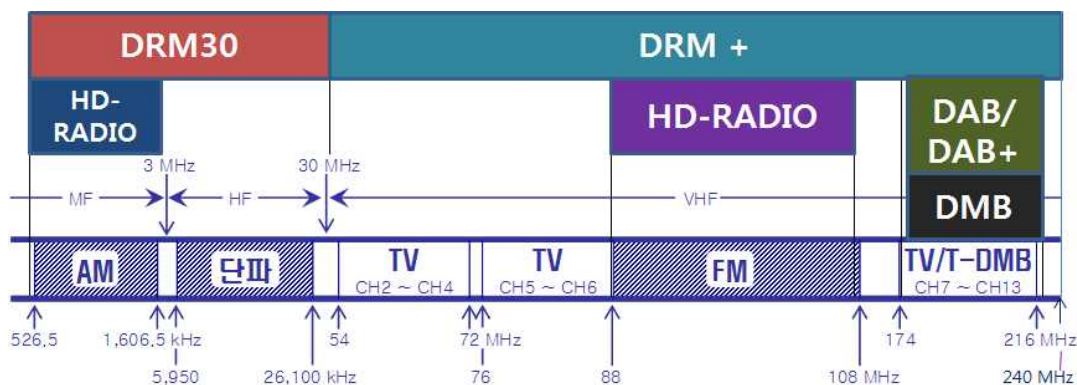 DRM30
DRM +
HD-
RADIO
HD-RADIO
DAB/
DAB+
DMB
3 MHz
30 MHz
MF
HF
VHF
AM
단파
TV
CH2 ~ CH4
TV
CH5 ~ CH6
FM
TV/T-DMB
CH7 ~ CH13
526.5
1,606.5 kHz
54
72 MHz
174
216 MHz
5,950
26,100 kHz
76
88
108 MHz
240 MHz